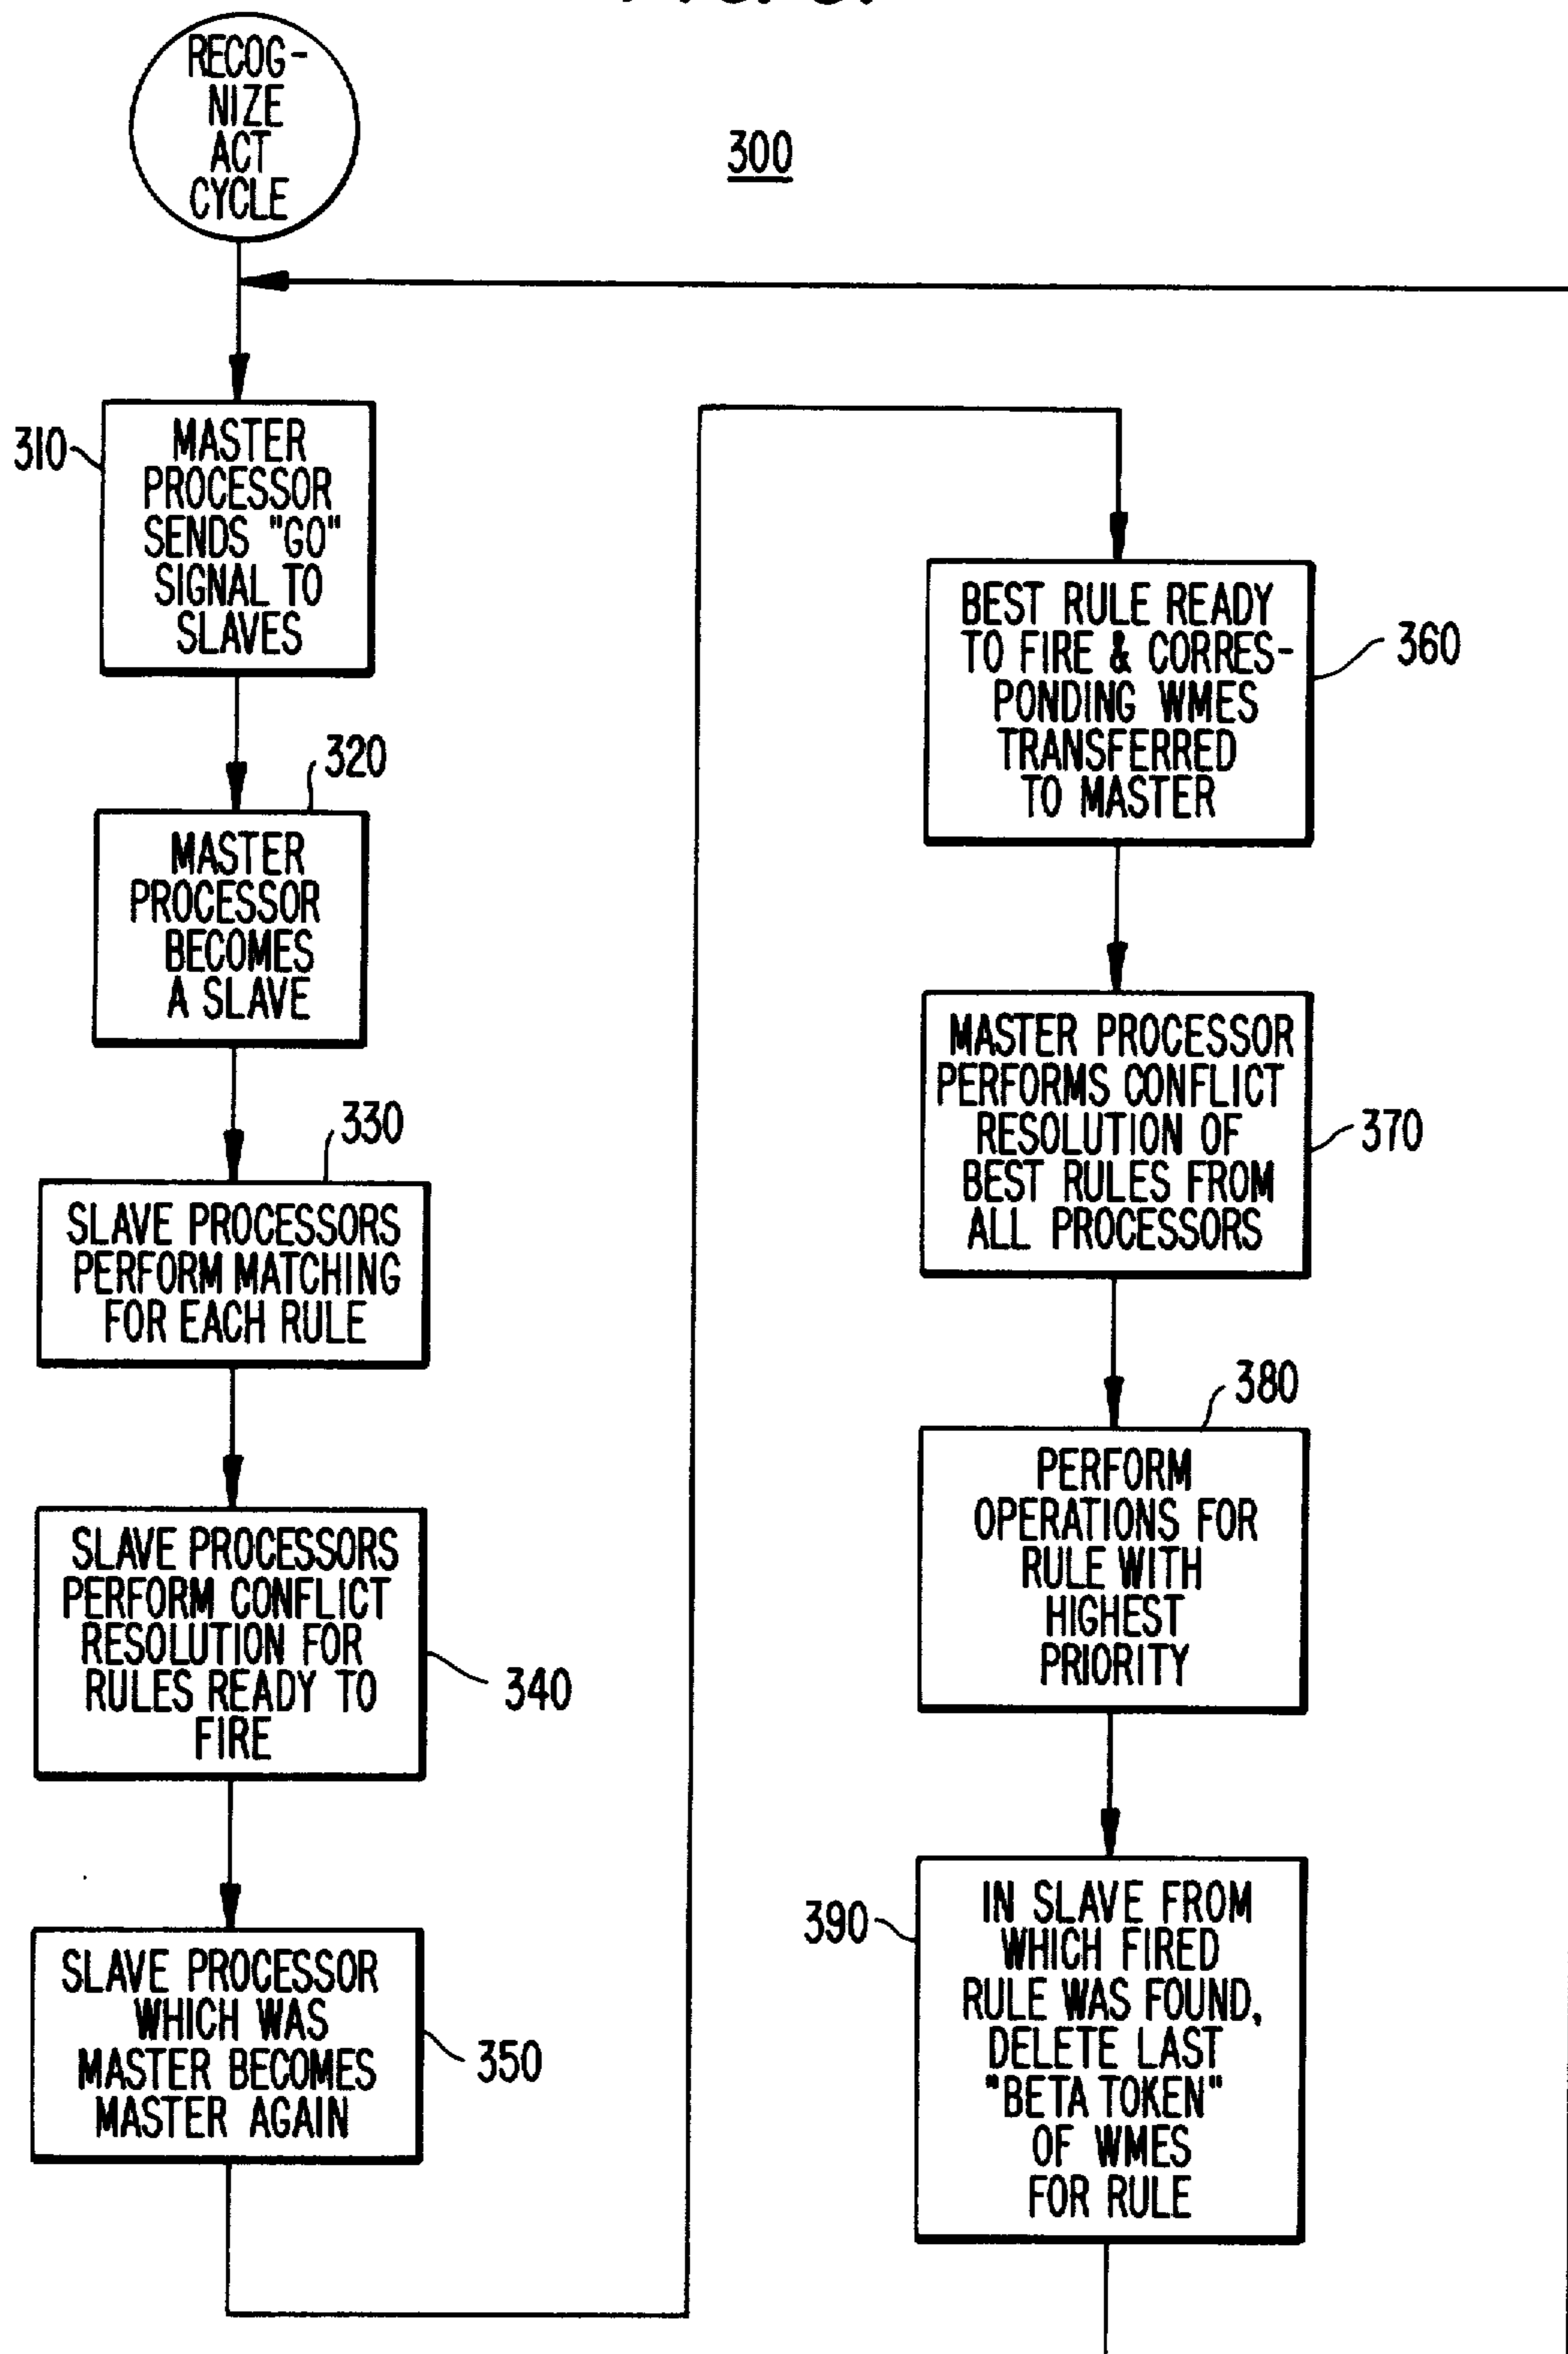 RECOG-
NIZE
ACT
CYCLE
300
310
MASTER
PROCESSOR
SENDS "GO"
SIGNAL TO
SLAVES
320
MASTER
PROCESSOR
BECOMES
A SLAVE
330
SLAVE PROCESSORS
PERFORM MATCHING
FOR EACH RULE
SLAVE PROCESSORS
PERFORM CONFLICT
RESOLUTION FOR
RULES READY TO
FIRE
340
SLAVE PROCESSOR
WHICH WAS
MASTER BECOMES
MASTER AGAIN
350
BEST RULE READY
TO FIRE & CORRES-
PONDING WMES
TRANSFERRED
TO MASTER
360
MASTER PROCESSOR
PERFORMS CONFLICT
RESOLUTION OF
BEST RULES FROM
ALL PROCESSORS
370
380
PERFORM
OPERATIONS FOR
RULE WITH
HIGHEST
PRIORITY
390
IN SLAVE FROM
WHICH FIRED
RULE WAS FOUND,
DELETE LAST
"BETA TOKEN"
OF WMES
FOR RULE